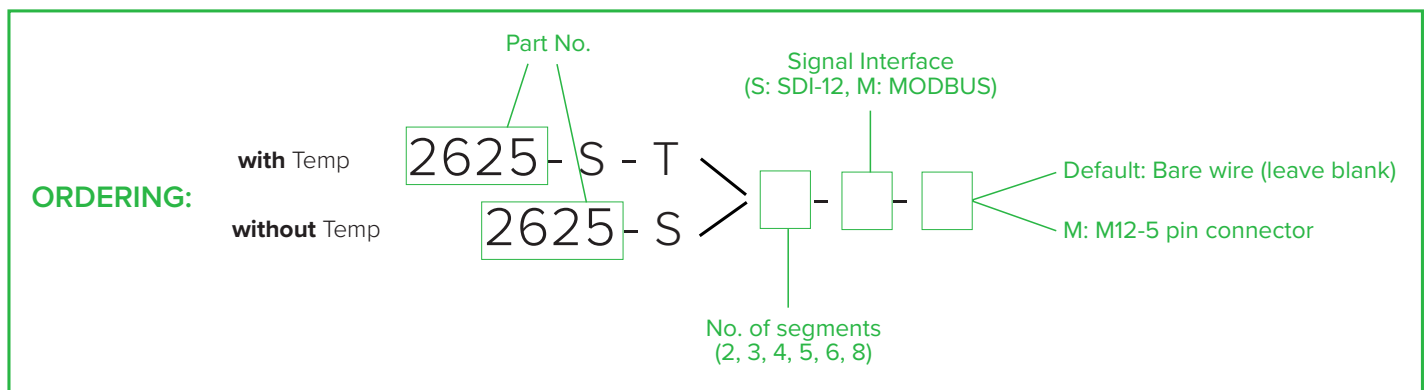 Part No.
Signal Interface
(S: SDI-12, M: MODBUS)
with Temp 2625 - S - T
ORDERING:
without Temp 2625 - S
- -
Default: Bare wire (leave blank)
M: M12-5 pin connector
No. of segments
(2, 3, 4, 5, 6, 8)